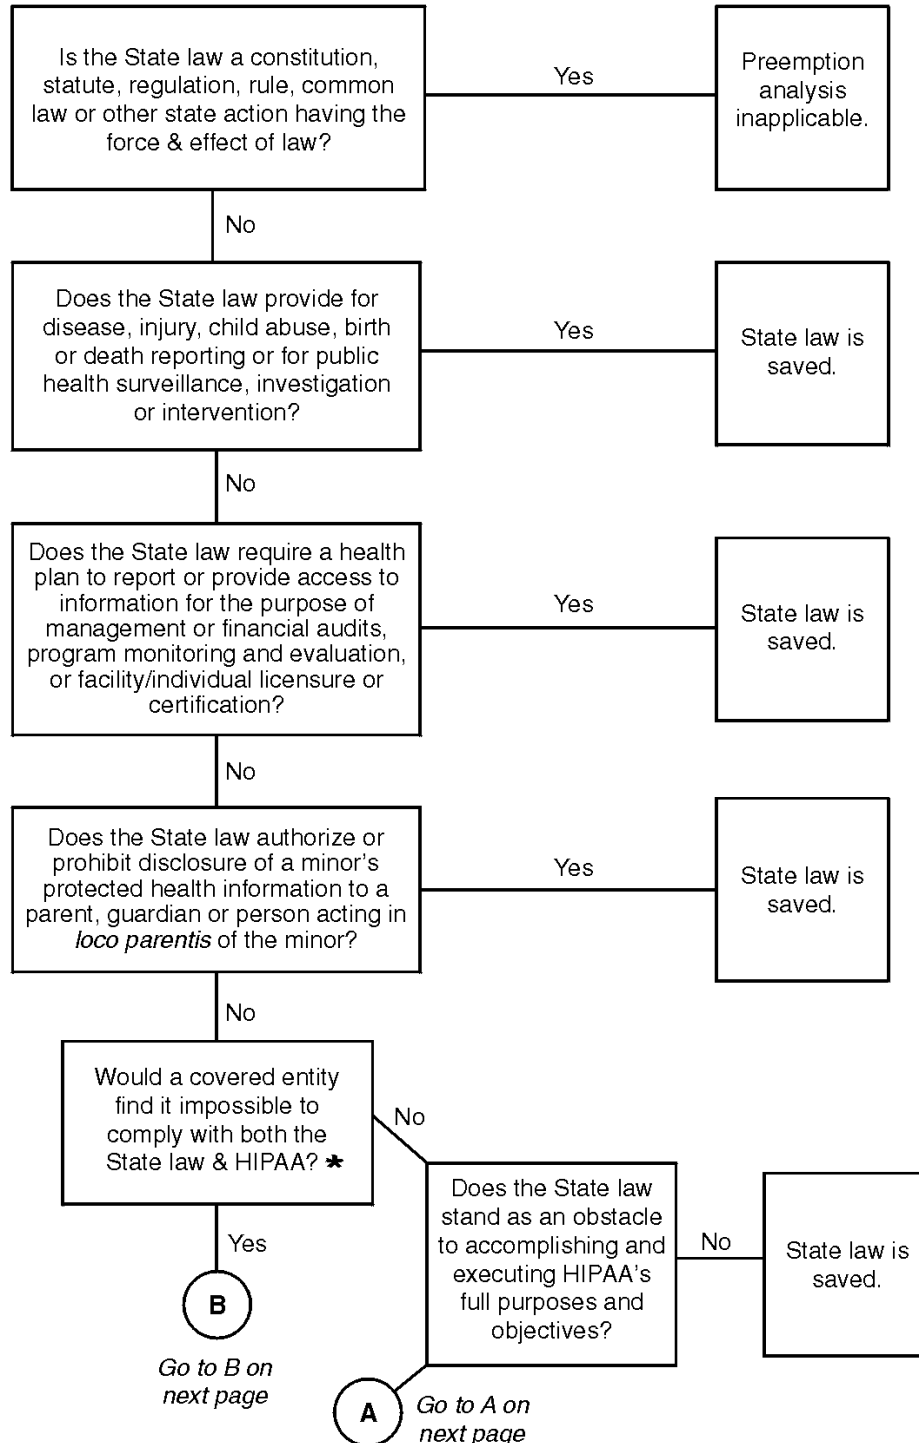 Is the State law a constitution,
statute, regulation, rule, common
law or other state action having the
force & effect of law?
Yes
Preemption
analysis
inapplicable.
No
Does the State law provide for
disease, injury, child abuse, birth
or death reporting or for public
health surveillance, investigation
or intervention?
Yes
State law is
saved.
No
Does the State law require a health
plan to report or provide access to
information for the purpose of
management or financial audits,
program monitoring and evaluation,
or facility/individual licensure or
certification?
Yes
State law is
saved.
No
Does the State law authorize or
prohibit disclosure of a minor's
protected health information to a
parent, guardian or person acting in
loco parentis of the minor?
Yes
State law is
saved.
No
Would a covered entity
find it impossible to
comply with both the
State law & HIPAA? *
No
Does the State law
stand as an obstacle
to accomplishing and
executing HIPAA's
full purposes and
objectives?
No
State law is
saved.
Yes
B
Go to B on
next page
A
Go to A on
next page